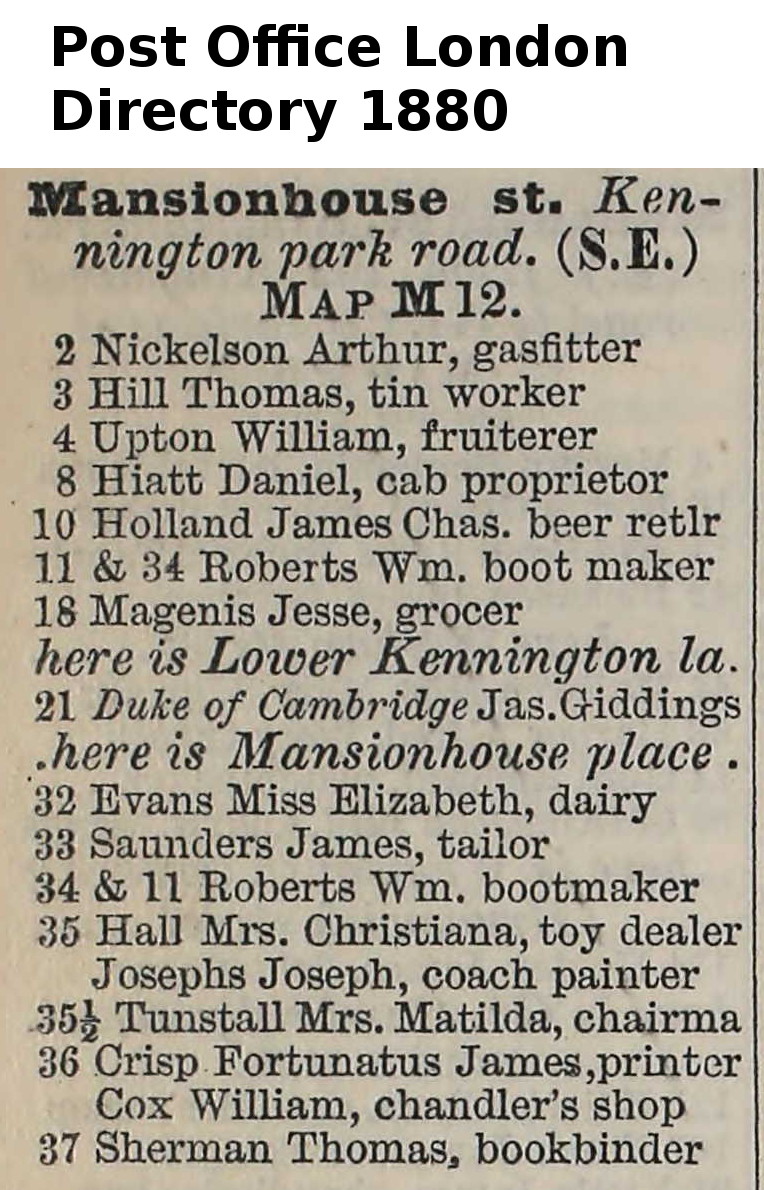 Post Office London
Directory 1880
Mansionhouse st. Ken-
nington park road. (S.E.)
MAP M 12.
2 Nickelson Arthur, gasfitter
3 Hill Thomas, tin worker
4 Upton William, fruiterer
8 Hiatt Daniel, cab proprietor
10 Holland James Chas. beer retlr
11 & 34 Roberts Wm. boot maker
18 Magenis Jesse, grocer
here is Lower Kennington la.
21 Duke of Cambridge Jas. Giddings
.here is Mansionhouse place .
32 Evans Miss Elizabeth, dairy
33 Saunders James, tailor
34 & 11 Roberts Wm. bootmaker
35 Hall Mrs. Christiana, toy dealer
Josephs Joseph, coach painter
35½ Tunstall Mrs. Matilda, chairma
36 Crisp Fortunatus James, printer
Cox William, chandler's shop
37 Sherman Thomas, bookbinder